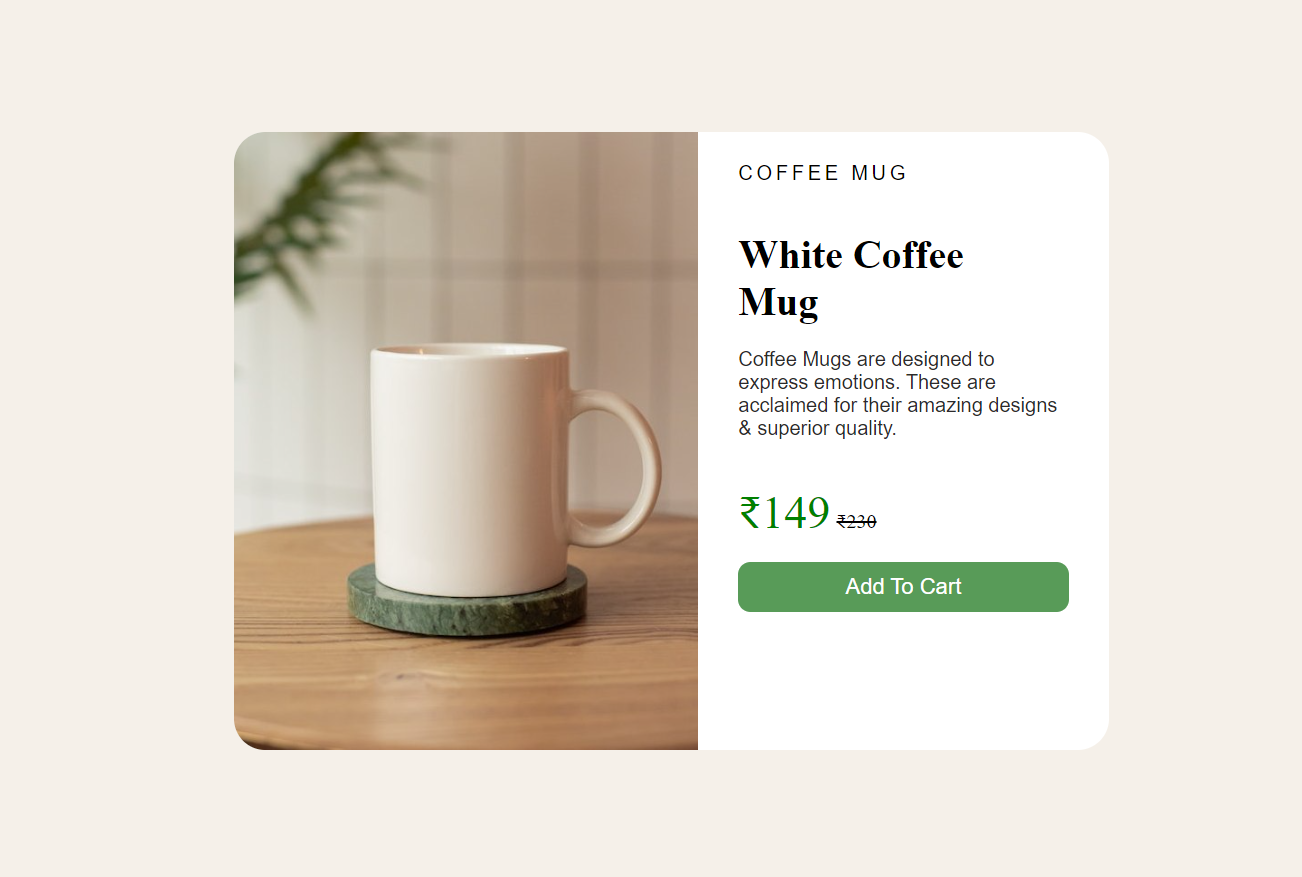 COFFEE MUG
White Coffee
Mug
Coffee Mugs are designed to
express emotions. These are
acclaimed for their amazing designs
& superior quality.
₹149 ₹230
Add To Cart